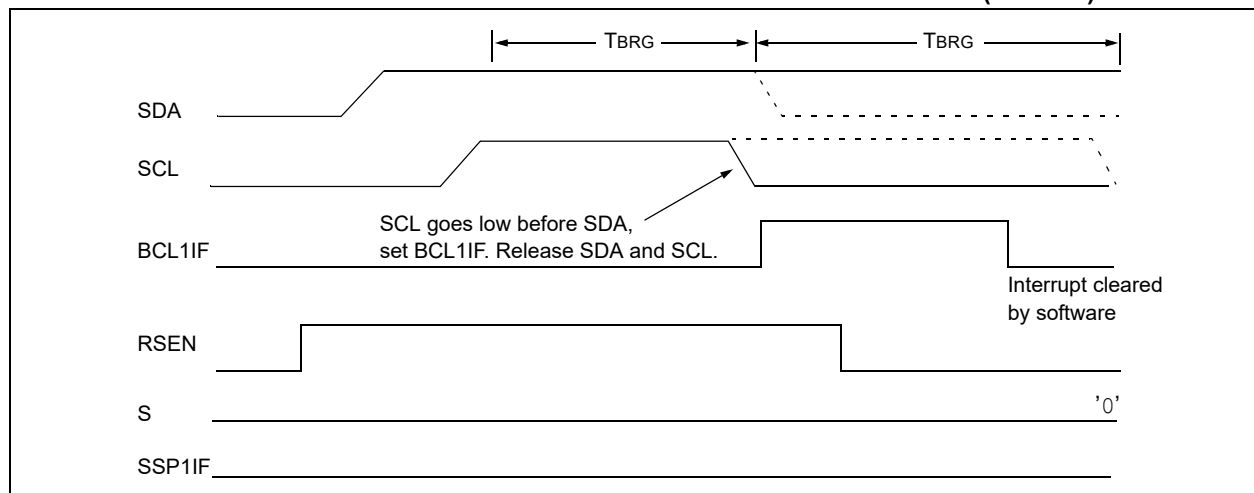 TBRG TBRG
SDA
SCL
SCL goes low before SDA,
set BCL1IF. Release SDA and SCL.
BCL1IF
Interrupt cleared
by software
RSEN
S '0'
SSP1IF